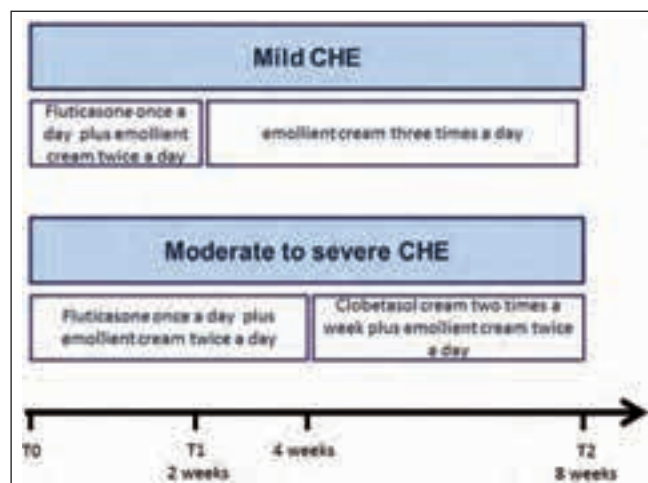 Mild CHE
Fluticasone once a
day plus emollient
cream twice a day
emollient cream three times a day
Moderate to severe CHE
Fluticasone once a day plus
emollient cream twice a day
Clobetasol cream two times a
week plus emollient cream twice
a day
T0
T1
2 weeks
4 weeks
T2
8 weeks